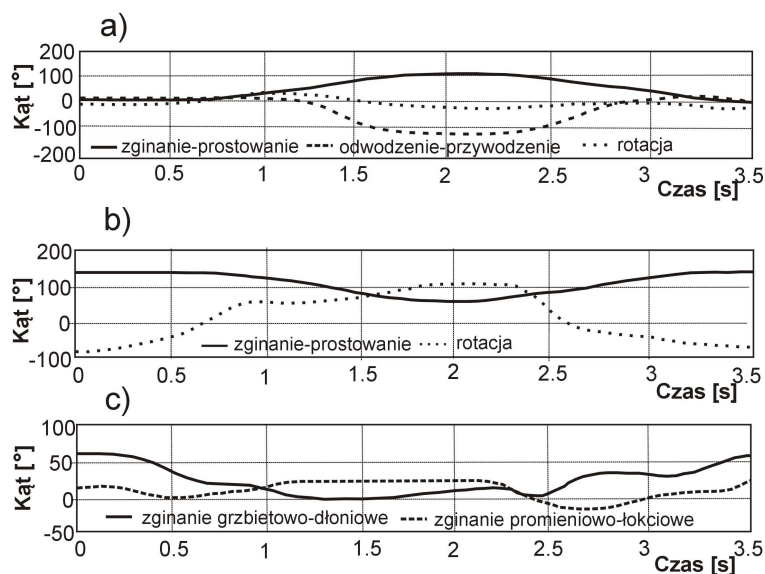 a)
Kąt [°]
200
100
0
-100
-200
zginanie-prostowanie odwodzenie-przywodzenie rotacja
0 0.5 1 1.5 2 2.5 3 3.5
Czas [s]
b)
Kąt [°]
200
100
0
-100
zginanie-prostowanie rotacja
0 0.5 1 1.5 2 2.5 3 3.5
Czas [s]
c)
Kąt [°]
100
50
0
-50
zginanie grzbietowo-dłoniowe zginanie promieniowo-łokciowe
0 0.5 1 1.5 2 2.5 3 3.5
Czas [s]